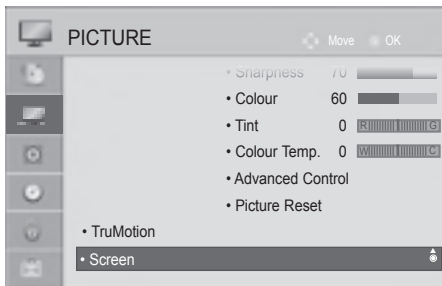 PICTURE Move OK
• Sharpness 70
• Colour 60
• Tint 0 R G
• Colour Temp. 0 W C
• Advanced Control
• Picture Reset
• TruMotion
• Screen